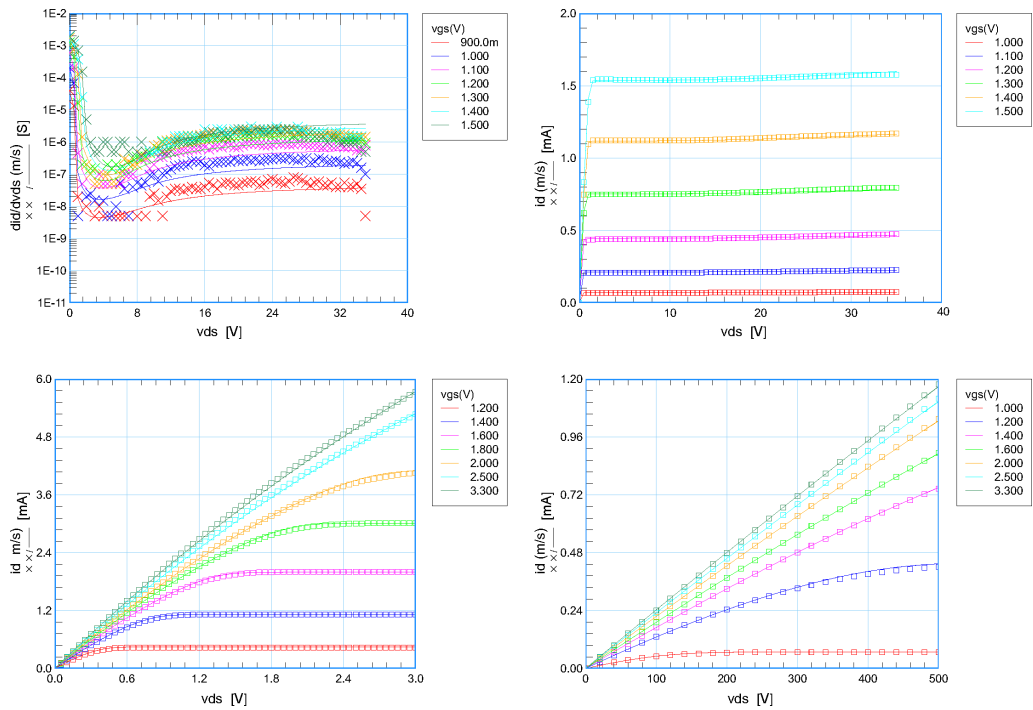 1E-2
1E-3
1E-4
1E-5
1E-6
1E-7
1E-8
1E-9
1E-10
1E-11
0
8
16
24
32
40
vds [V]
did/dvds (m/s) [S]
vgs(V)
900.0m
1.000
1.100
1.200
1.300
1.400
1.500
2.0
1.5
1.0
0.5
0.0
0
10
20
30
40
vds [V]
id (m/s) [mA]
vgs(V)
1.000
1.100
1.200
1.300
1.400
1.500
6.0
4.8
3.6
2.4
1.2
0.0
0.0
0.6
1.2
1.8
2.4
3.0
vds [V]
id m/s) [mA]
vgs(V)
1.200
1.400
1.600
1.800
2.000
2.500
3.300
1.20
0.96
0.72
0.48
0.24
0.00
0
100
200
300
400
500
vds [V]
id (m/s) [mA]
vgs(V)
1.000
1.200
1.400
1.600
2.000
2.500
3.300